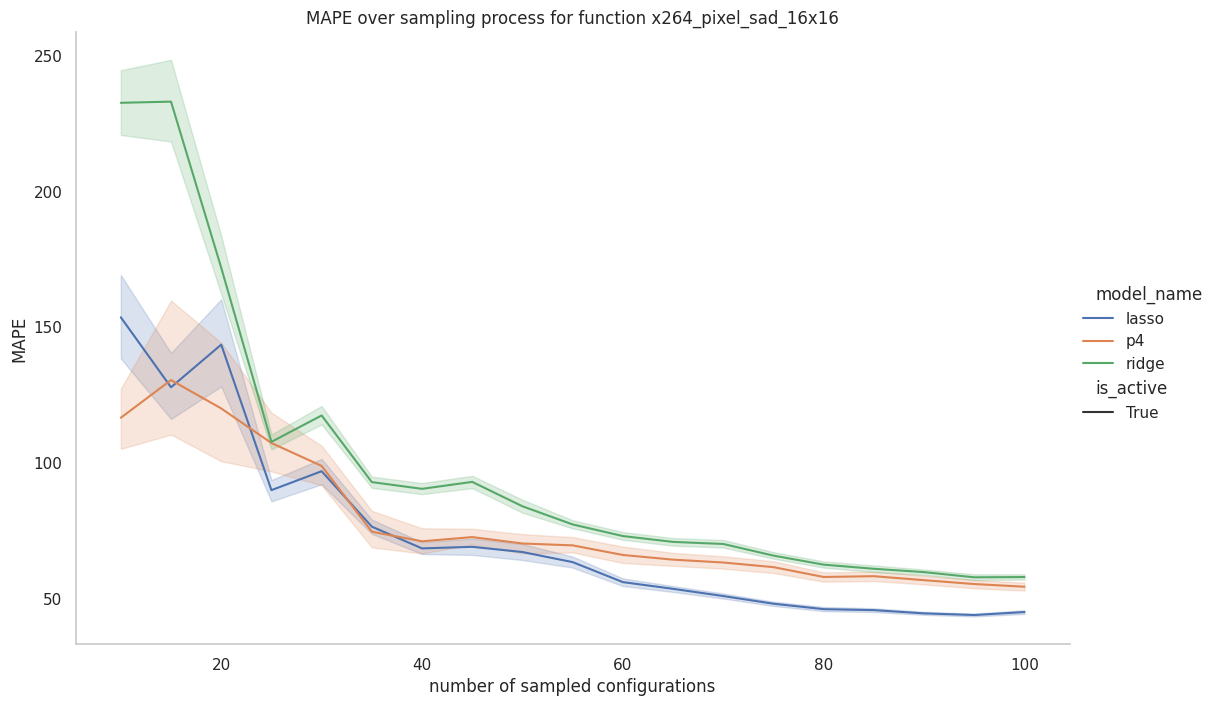 MAPE over sampling process for function x264_pixel_sad_16x16
250
200
150
100
50
MAPE
20
40
60
80
100
number of sampled configurations
model_name
lasso
p4
ridge
is_active
True